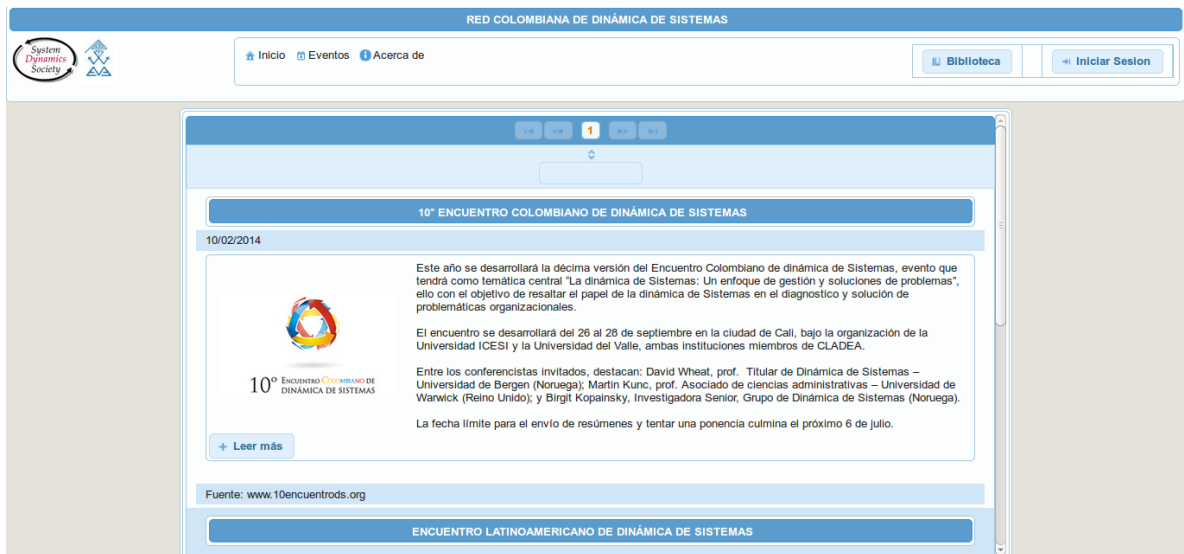 RED COLOMBIANA DE DINÁMICA DE SISTEMAS
System
Dynamics
Society
Inicio Eventos Acerca de
Biblioteca
Iniciar Sesion
1
10° ENCUENTRO COLOMBIANO DE DINÁMICA DE SISTEMAS
10/02/2014
Este año se desarrollará la décima versión del Encuentro Colombiano de dinámica de Sistemas, evento que
tendrá como temática central "La dinámica de Sistemas: Un enfoque de gestión y soluciones de problemas",
ello con el objetivo de resaltar el papel de la dinámica de Sistemas en el diagnostico y solución de
problemáticas organizacionales.
El encuentro se desarrollará del 26 al 28 de septiembre en la ciudad de Cali, bajo la organización de la
Universidad ICESI y la Universidad del Valle, ambas instituciones miembros de CLADEA.
Entre los conferencistas invitados, destacan: David Wheat, prof. Titular de Dinámica de Sistemas –
Universidad de Bergen (Noruega); Martin Kunc, prof. Asociado de ciencias administrativas – Universidad de
Warwick (Reino Unido); y Birgit Kopainsky, Investigadora Senior, Grupo de Dinámica de Sistemas (Noruega).
La fecha límite para el envío de resúmenes y tentar una ponencia culmina el próximo 6 de julio.
10° ENCUENTRO COLOMBIANO DE
DINÁMICA DE SISTEMAS
Leer más
Fuente: www.10encuentrods.org
ENCUENTRO LATINOAMERICANO DE DINÁMICA DE SISTEMAS